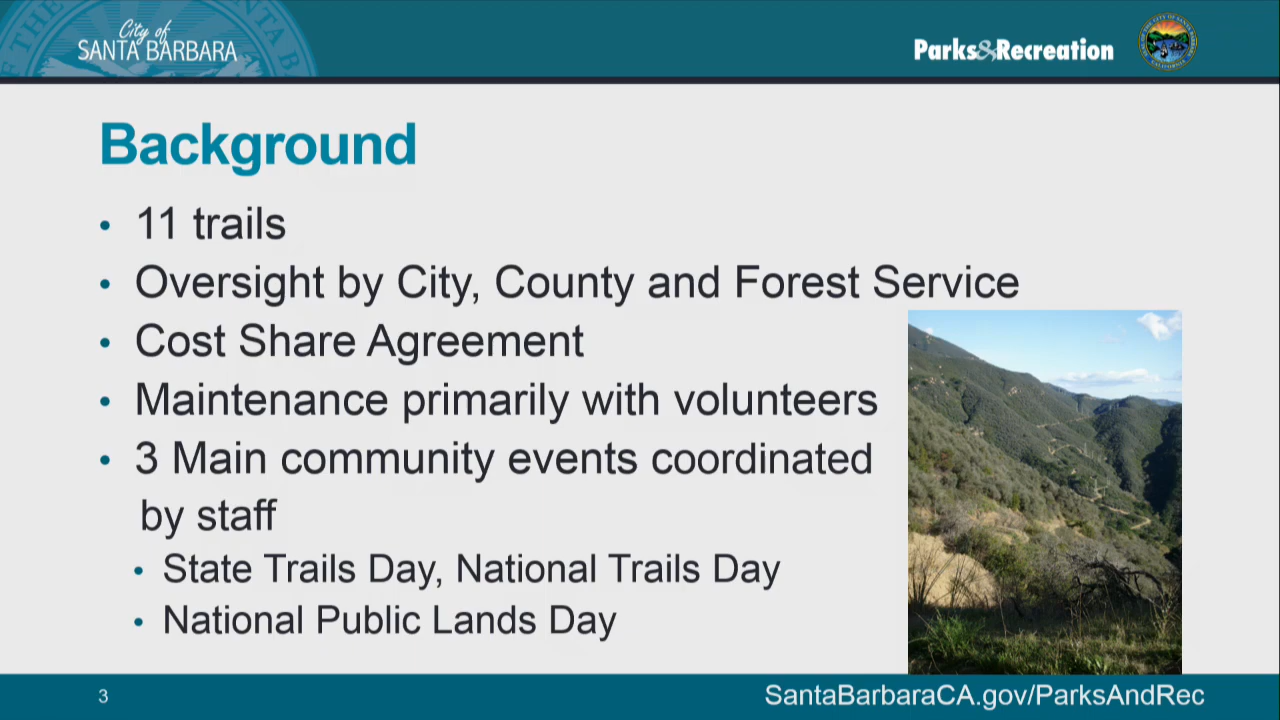 City of
SANTA BARBARA
Parks&Recreation
Background
• 11 trails
• Oversight by City, County and Forest Service
• Cost Share Agreement
• Maintenance primarily with volunteers
• 3 Main community events coordinated
by staff
• State Trails Day, National Trails Day
• National Public Lands Day
3
SantaBarbaraCA.gov/ParksAndRec